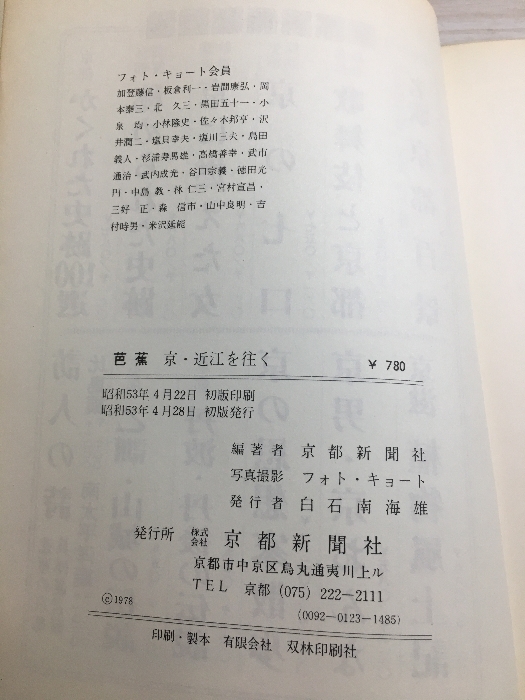 フォト・キョート会員
加登藤信・板倉利一・岩間康弘・岡
本泰三・北　久三・黒田五十一・小
泉　均・小林隆史・佐々木邦亨・沢
井潤二・塩貝幸夫・塩川三夫・島田
義人・杉浦寿馬雄・高橋善幸・武市
通治・武内成光・谷口宗義・徳田光
円・中島　教・林　仁三・宮村宣昌・
三好　正・森　信市・山中良明・吉
村時男・米沢延能
芭蕉　京・近江を往く　¥ 780
昭和53年4月22日 初版印刷
昭和53年4月28日 初版発行
編著者　京都新聞社
写真撮影　フォト・キョート
発行者　白石南海雄
発行所　株式会社　京都新聞社
京都市中京区烏丸通夷川上ル
TEL　京都 (075) 222-2111
(0092-0123-1485)
©1978
印刷・製本　有限会社　双林印刷社